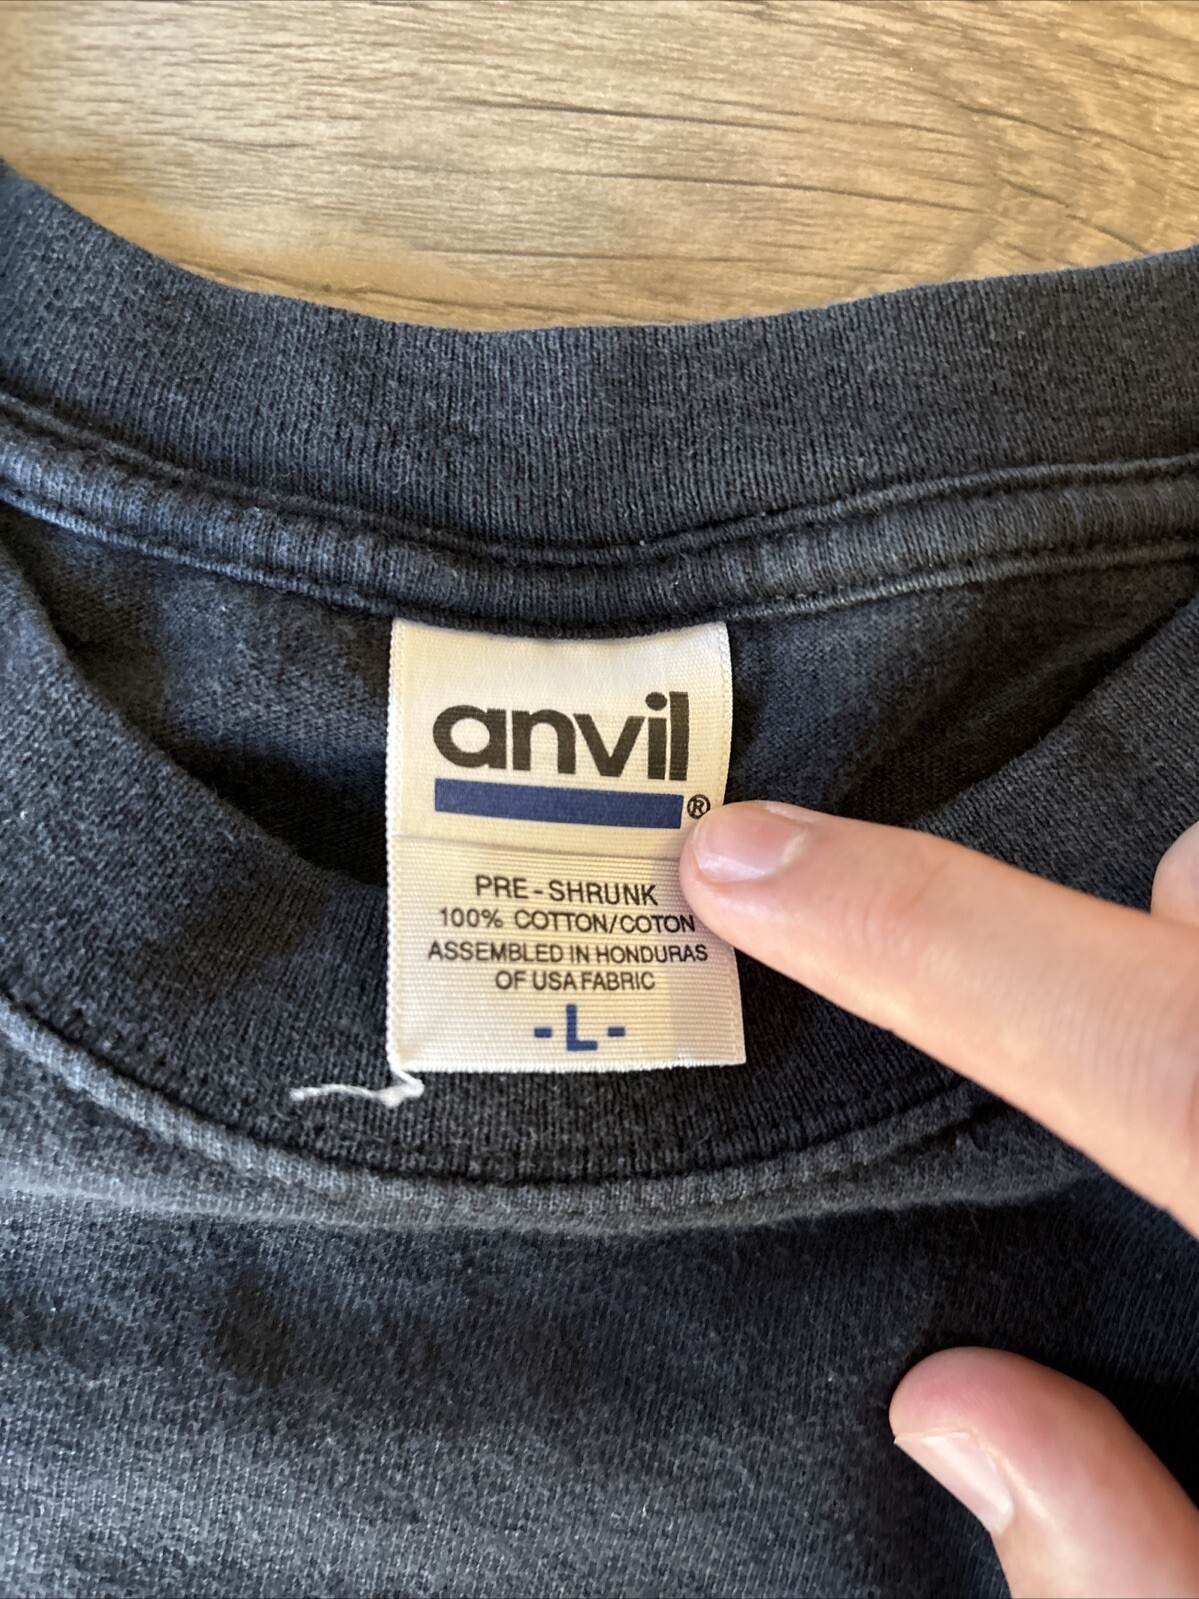 anvil
®
PRE-SHRUNK
100% COTTON/COTON
ASSEMBLED IN HONDURAS
OF USA FABRIC
-L-